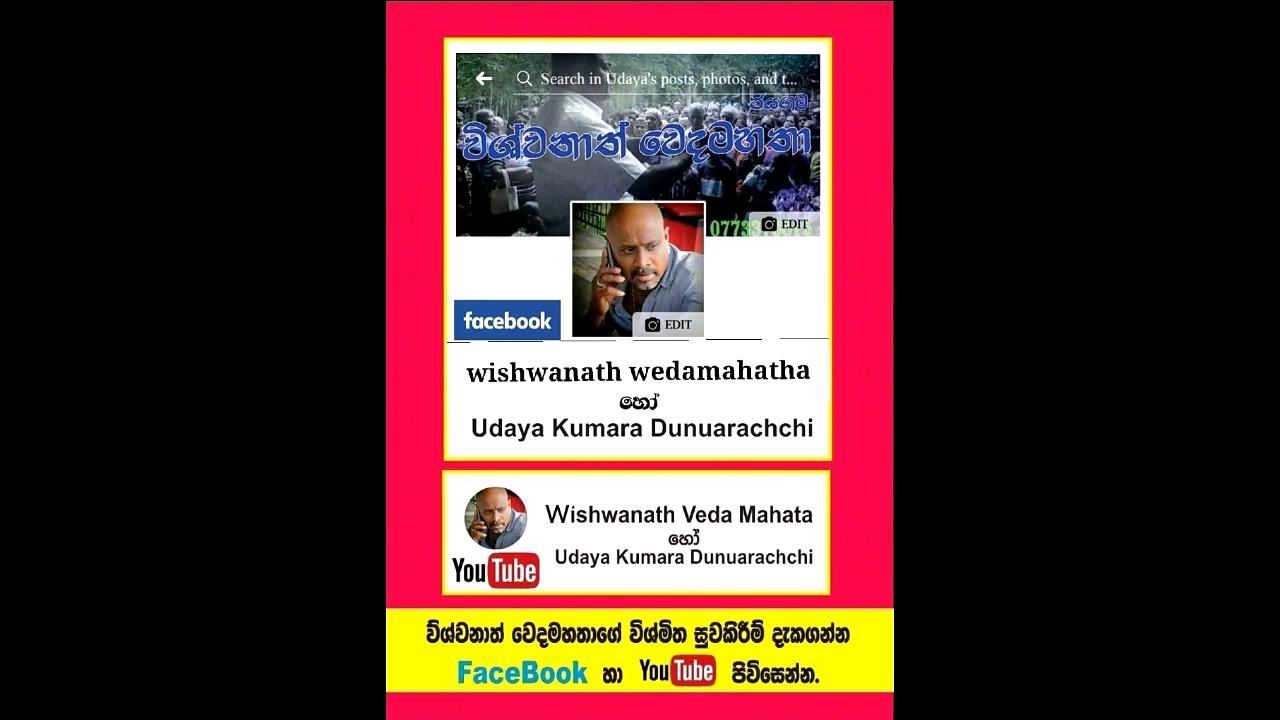 Search in Udaya's posts, photos, and t...
ජයගුම්
විශ්වනාත් වෙදමහතා
EDIT
EDIT
facebook
wishwanath wedamahatha
හෝ
Udaya Kumara Dunuarachchi
Wishwanath Veda Mahata
හෝ
Udaya Kumara Dunuarachchi
YouTube
විශ්වනාත් වෙදමහතාගේ විශ්මිත සුවකිරීම් දැකගන්න
FaceBook හා YouTube පිවිසෙන්න.